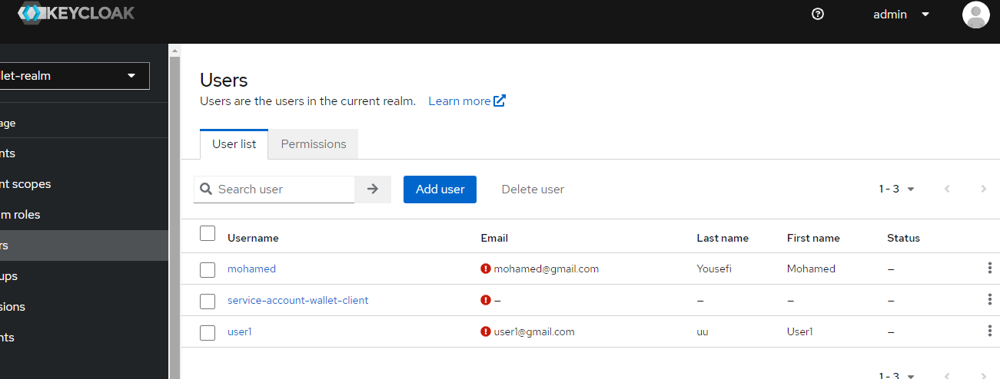 KEYCLOAK
admin
let-realm
age
nts
nt scopes
m roles
rs
ups
sions
nts
Users
Users are the users in the current realm. Learn more
User list Permissions
Search user Add user Delete user 1 - 3
Username Email Last name First name Status
mohamed mohamed@gmail.com Yousefi Mohamed –
service-account-wallet-client – – – –
user1 user1@gmail.com uu User1 –
1 - 3